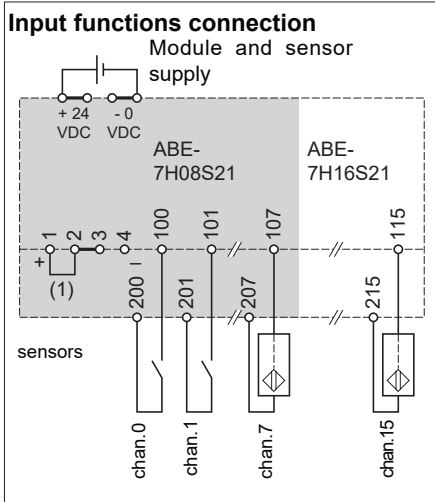 Input functions connection
Module and sensor
supply
+ 24
VDC
- 0
VDC
ABE-
7H08S21
ABE-
7H16S21
1
2
3
4
100
101
107
115
+
–
(1)
200
201
207
215
sensors
chan.0
chan.1
chan.7
chan.15